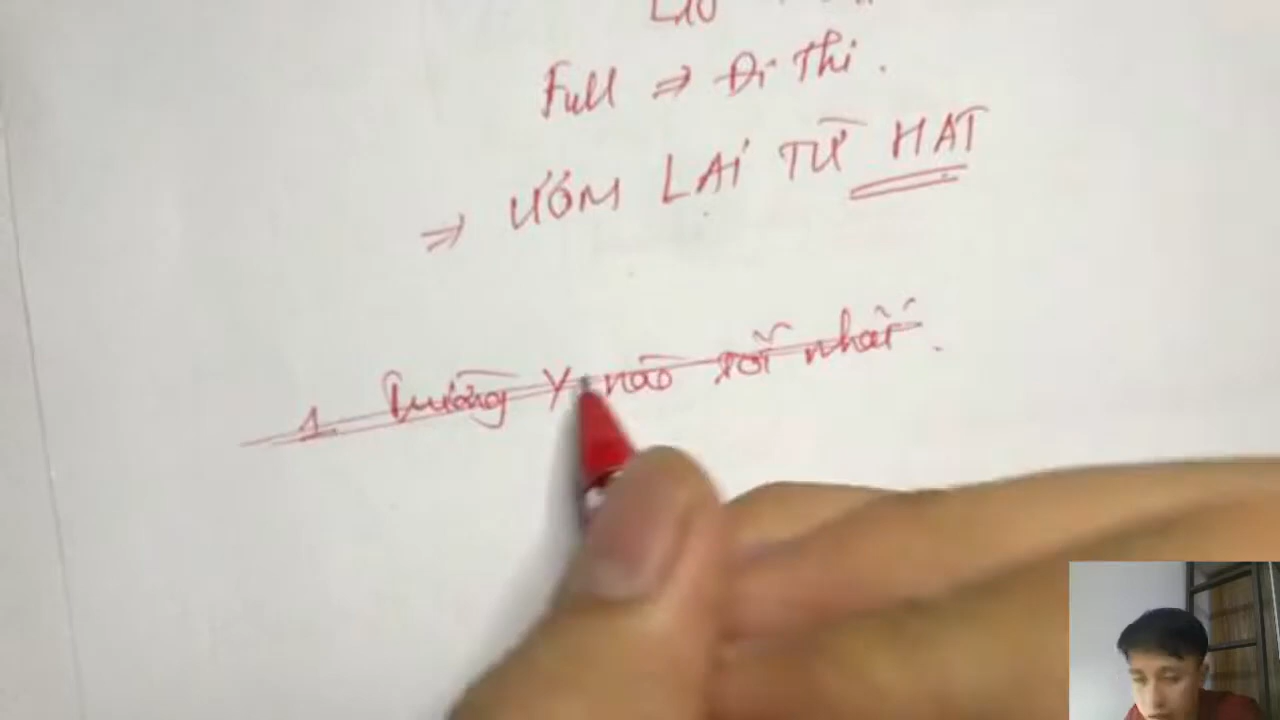 Full => Đi thi.
=> ƯƠM LẠI TỪ HẠT
1. Trường Y nào tốt nhất.